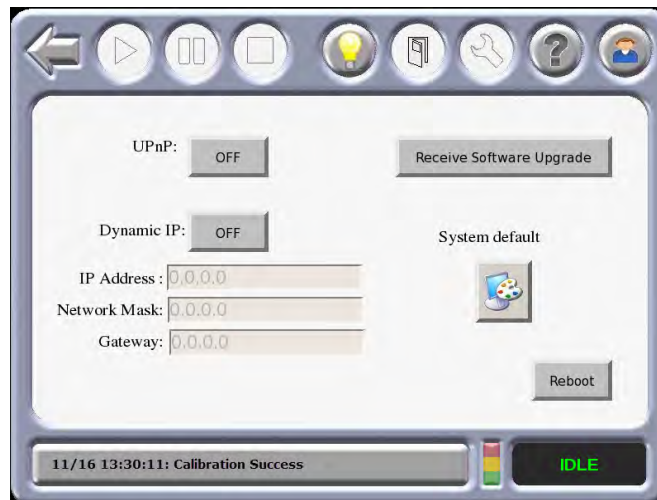 UPnP:
OFF
Receive Software Upgrade
Dynamic IP:
OFF
System default
IP Address : 0.0.0.0
Network Mask: 0.0.0.0
Gateway: 0.0.0.0
Reboot
11/16 13:30:11: Calibration Success
IDLE